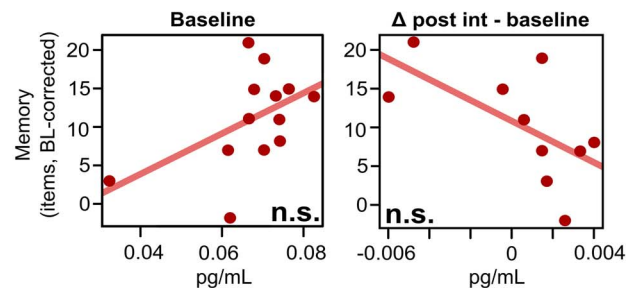 Baseline
Δ post int - baseline
Memory
(items, BL-corrected)
20
15
10
5
0
n.s.
0.04
0.06
0.08
pg/mL
20
15
10
5
0
n.s.
-0.006
0
0.004
pg/mL